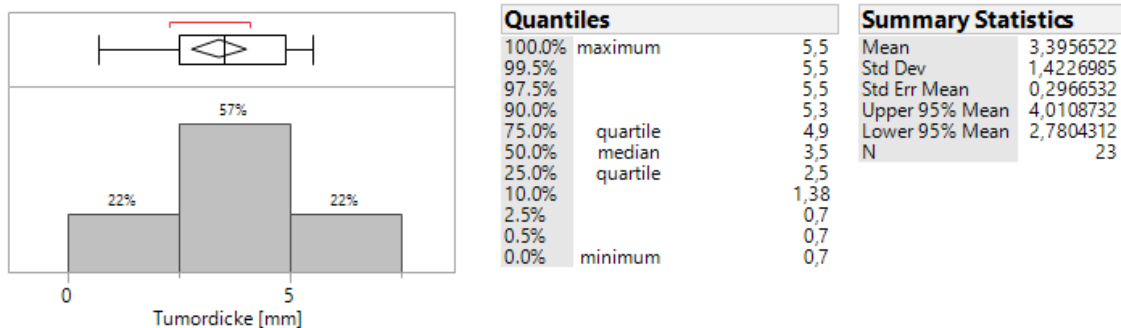 57%
22%
22%
0
5
Tumordicke [mm]
Quantiles
100.0% maximum 5,5
99.5% 5,5
97.5% 5,5
90.0% 5,3
75.0% quartile 4,9
50.0% median 3,5
25.0% quartile 2,5
10.0% 1,38
2.5% 0,7
0.5% 0,7
0.0% minimum 0,7
Summary Statistics
Mean 3,3956522
Std Dev 1,4226985
Std Err Mean 0,2966532
Upper 95% Mean 4,0108732
Lower 95% Mean 2,7804312
N 23